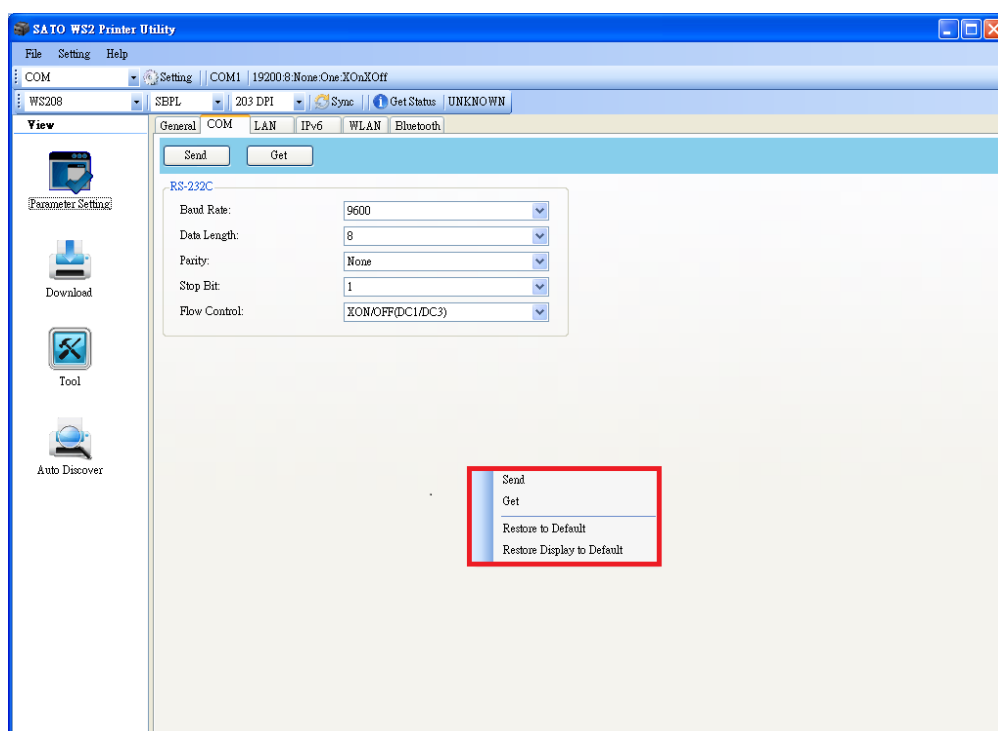 SATO WS2 Printer Utility
File Setting Help
COM Setting COM1 19200:8:None:One:XOnXOff
WS208 SBPL 203 DPI Sync Get Status UNKNOWN
View
General COM LAN IPv6 WLAN Bluetooth
Send Get
Parameter Setting
Download
Tool
Auto Discover
RS-232C
Baud Rate: 9600
Data Length: 8
Parity: None
Stop Bit: 1
Flow Control: XON/OFF(DC1/DC3)
Send
Get
Restore to Default
Restore Display to Default